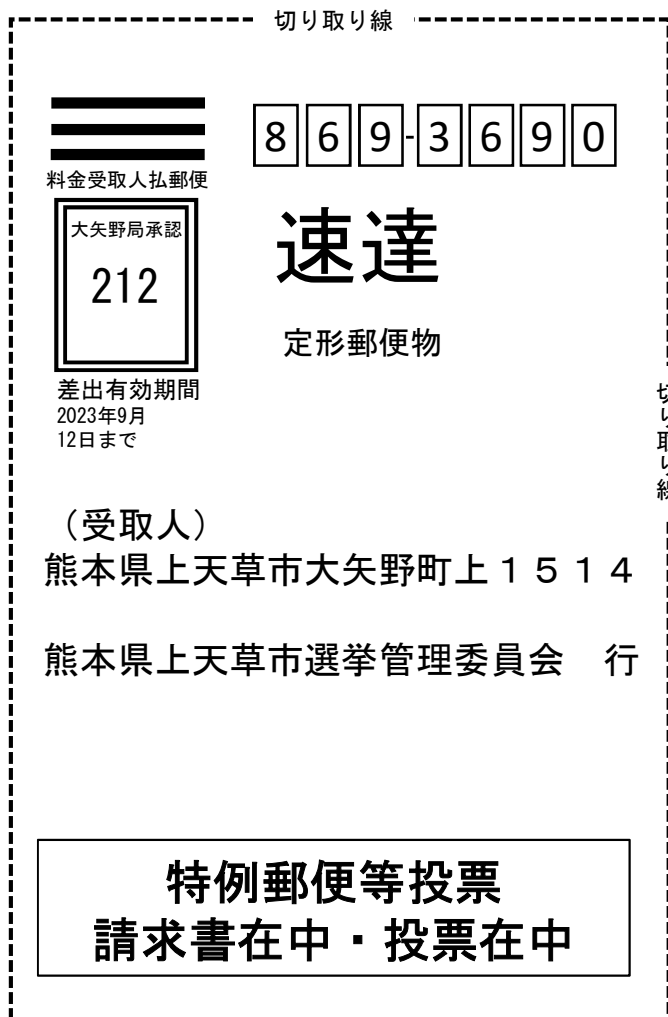 切り取り線
869-3690
料金受取人払郵便
大矢野局承認
212
速達
定形郵便物
差出有効期間
2023年9月
12日まで
切り取り線
（受取人）
熊本県上天草市大矢野町上１５１４
熊本県上天草市選挙管理委員会　行
特例郵便等投票
請求書在中・投票在中